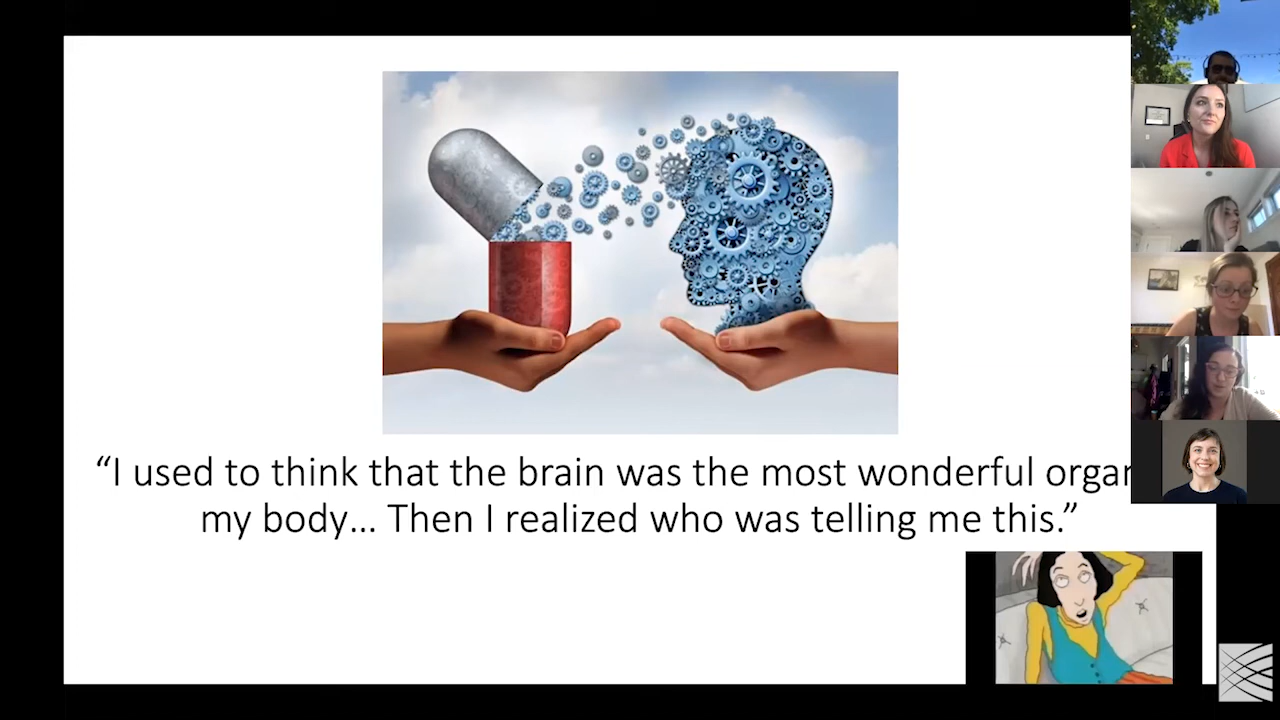 “I used to think that the brain was the most wonderful organ
my body… Then I realized who was telling me this.”